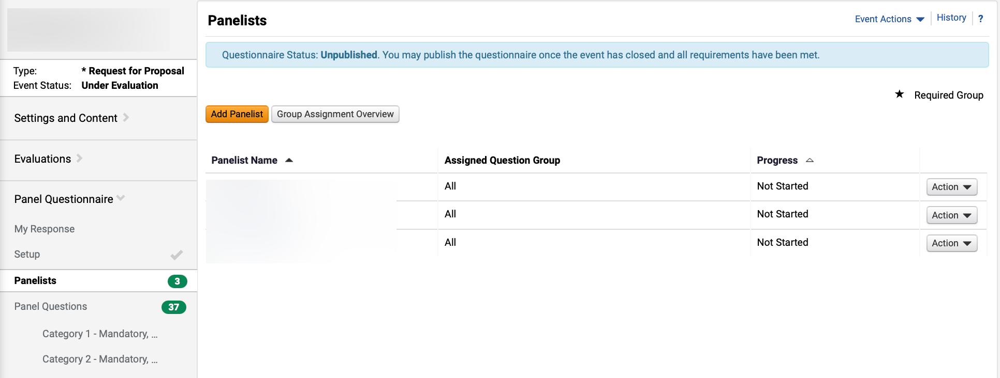 Panelists
Event Actions
History
?
Questionnaire Status: Unpublished. You may publish the questionnaire once the event has closed and all requirements have been met.
Type: * Request for Proposal
Event Status: Under Evaluation
★ Required Group
Add Panelist
Group Assignment Overview
Settings and Content
Evaluations
Panel Questionnaire
My Response
Setup
Panelists 3
Panel Questions 37
Category 1 - Mandatory, ...
Category 2 - Mandatory, ...
Panelist Name Assigned Question Group Progress
All Not Started Action
All Not Started Action
All Not Started Action